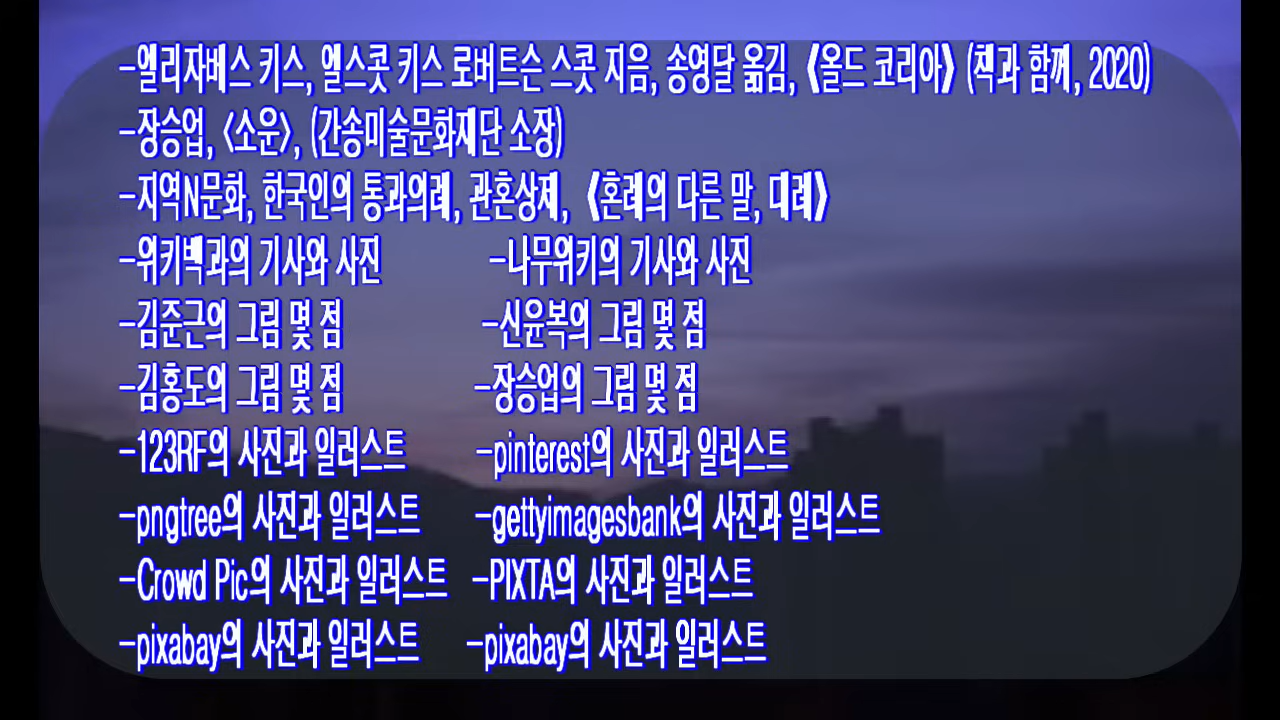 -엘리자베스 키스, 엘스콧 키스 로버트슨 스콧 지음, 송영달 옮김, 《올드 코리아》 (책과 함께, 2020)
-장승업, <소운>, (간송미술문화재단 소장)
-지역N문화, 한국인의 통과의례, 관혼상제, 《혼례의 다른 말, 대례》
-위키백과의 기사와 사진 -나무위키의 기사와 사진
-김준근의 그림 몇 점 -신윤복의 그림 몇 점
-김홍도의 그림 몇 점 -장승업의 그림 몇 점
-123RF의 사진과 일러스트 -pinterest의 사진과 일러스트
-pngtree의 사진과 일러스트 -gettyimagesbank의 사진과 일러스트
-Crowd Pic의 사진과 일러스트 -PIXTA의 사진과 일러스트
-pixabay의 사진과 일러스트 -pixabay의 사진과 일러스트